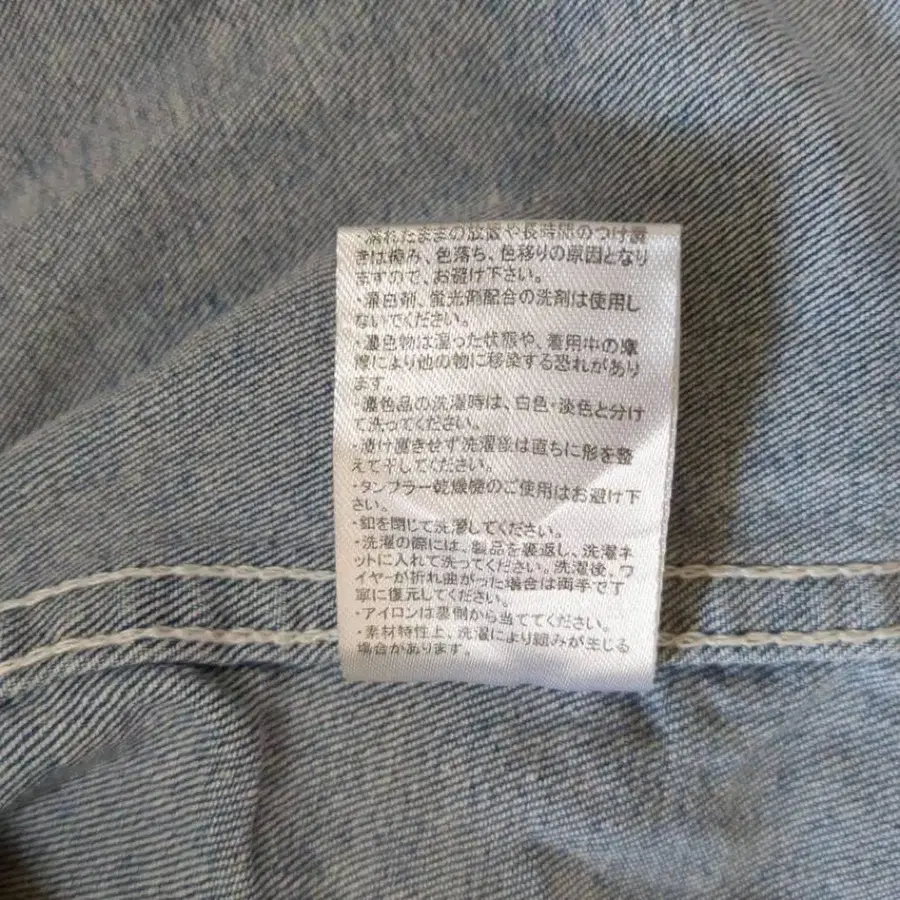 ・濡れたままの放置や長時間のつけ置
きは傷み、色落ち、色移りの原因となり
ますので、お避け下さい。
・漂白剤、蛍光剤配合の洗剤は使用し
ないでください。
・濃色物は湿った状態や、着用中の摩
擦により他の物に移染する恐れがあり
ます。
・濃色品の洗濯時は、白色・淡色と分け
て洗ってください。
・浸け置きせず洗濯後は直ちに形を整
えて干してください。
・タンブラー乾燥機のご使用はお避け下
さい。
・釦を閉じて洗濯してください。
・洗濯の際には、製品を裏返し、洗濯ネ
ットに入れて洗ってください。洗濯後、ワ
イヤーが折れ曲がった場合は両手で丁
寧に復元してください。
・アイロンは裏側から当ててください。
・素材特性上、洗濯により縮みが生じる
場合があります。